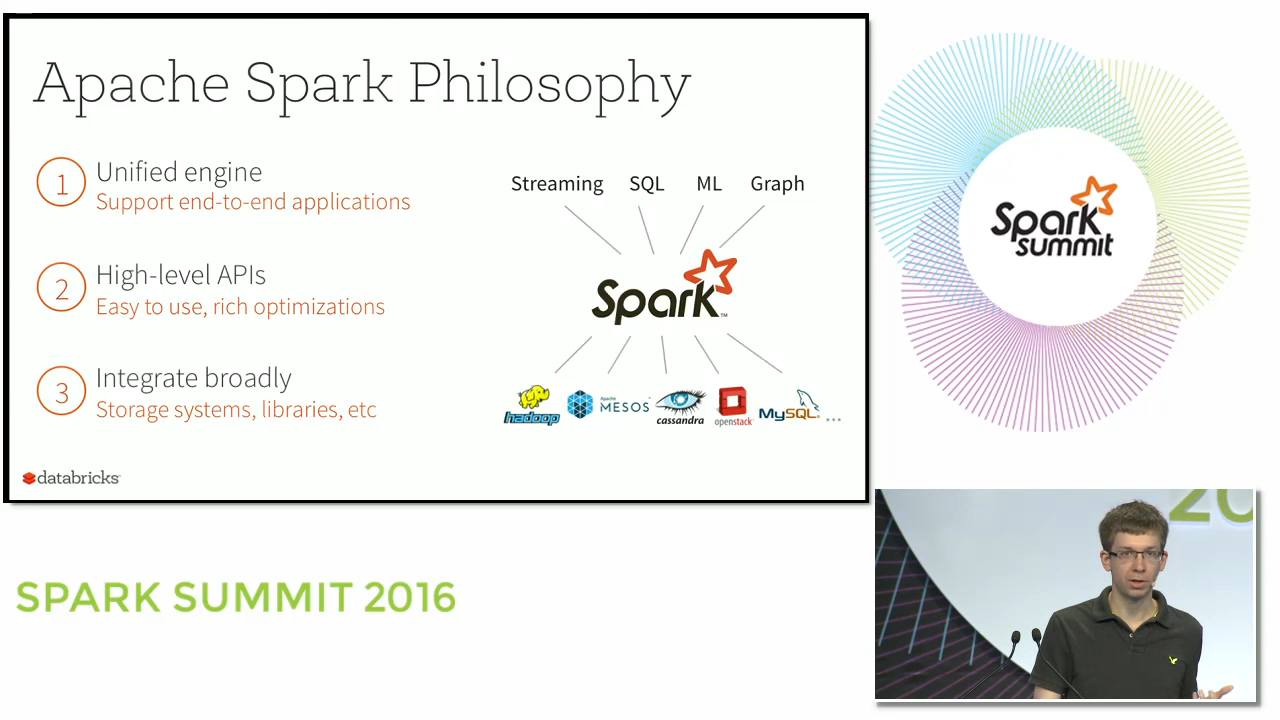 Apache Spark Philosophy
1
Unified engine
Support end-to-end applications
2
High-level APIs
Easy to use, rich optimizations
3
Integrate broadly
Storage systems, libraries, etc
Streaming SQL ML Graph
Spark™
hadoop
Apache
MESOS
cassandra
openstack
MySQL
...
databricks
Spark
summit
SPARK SUMMIT 2016
20